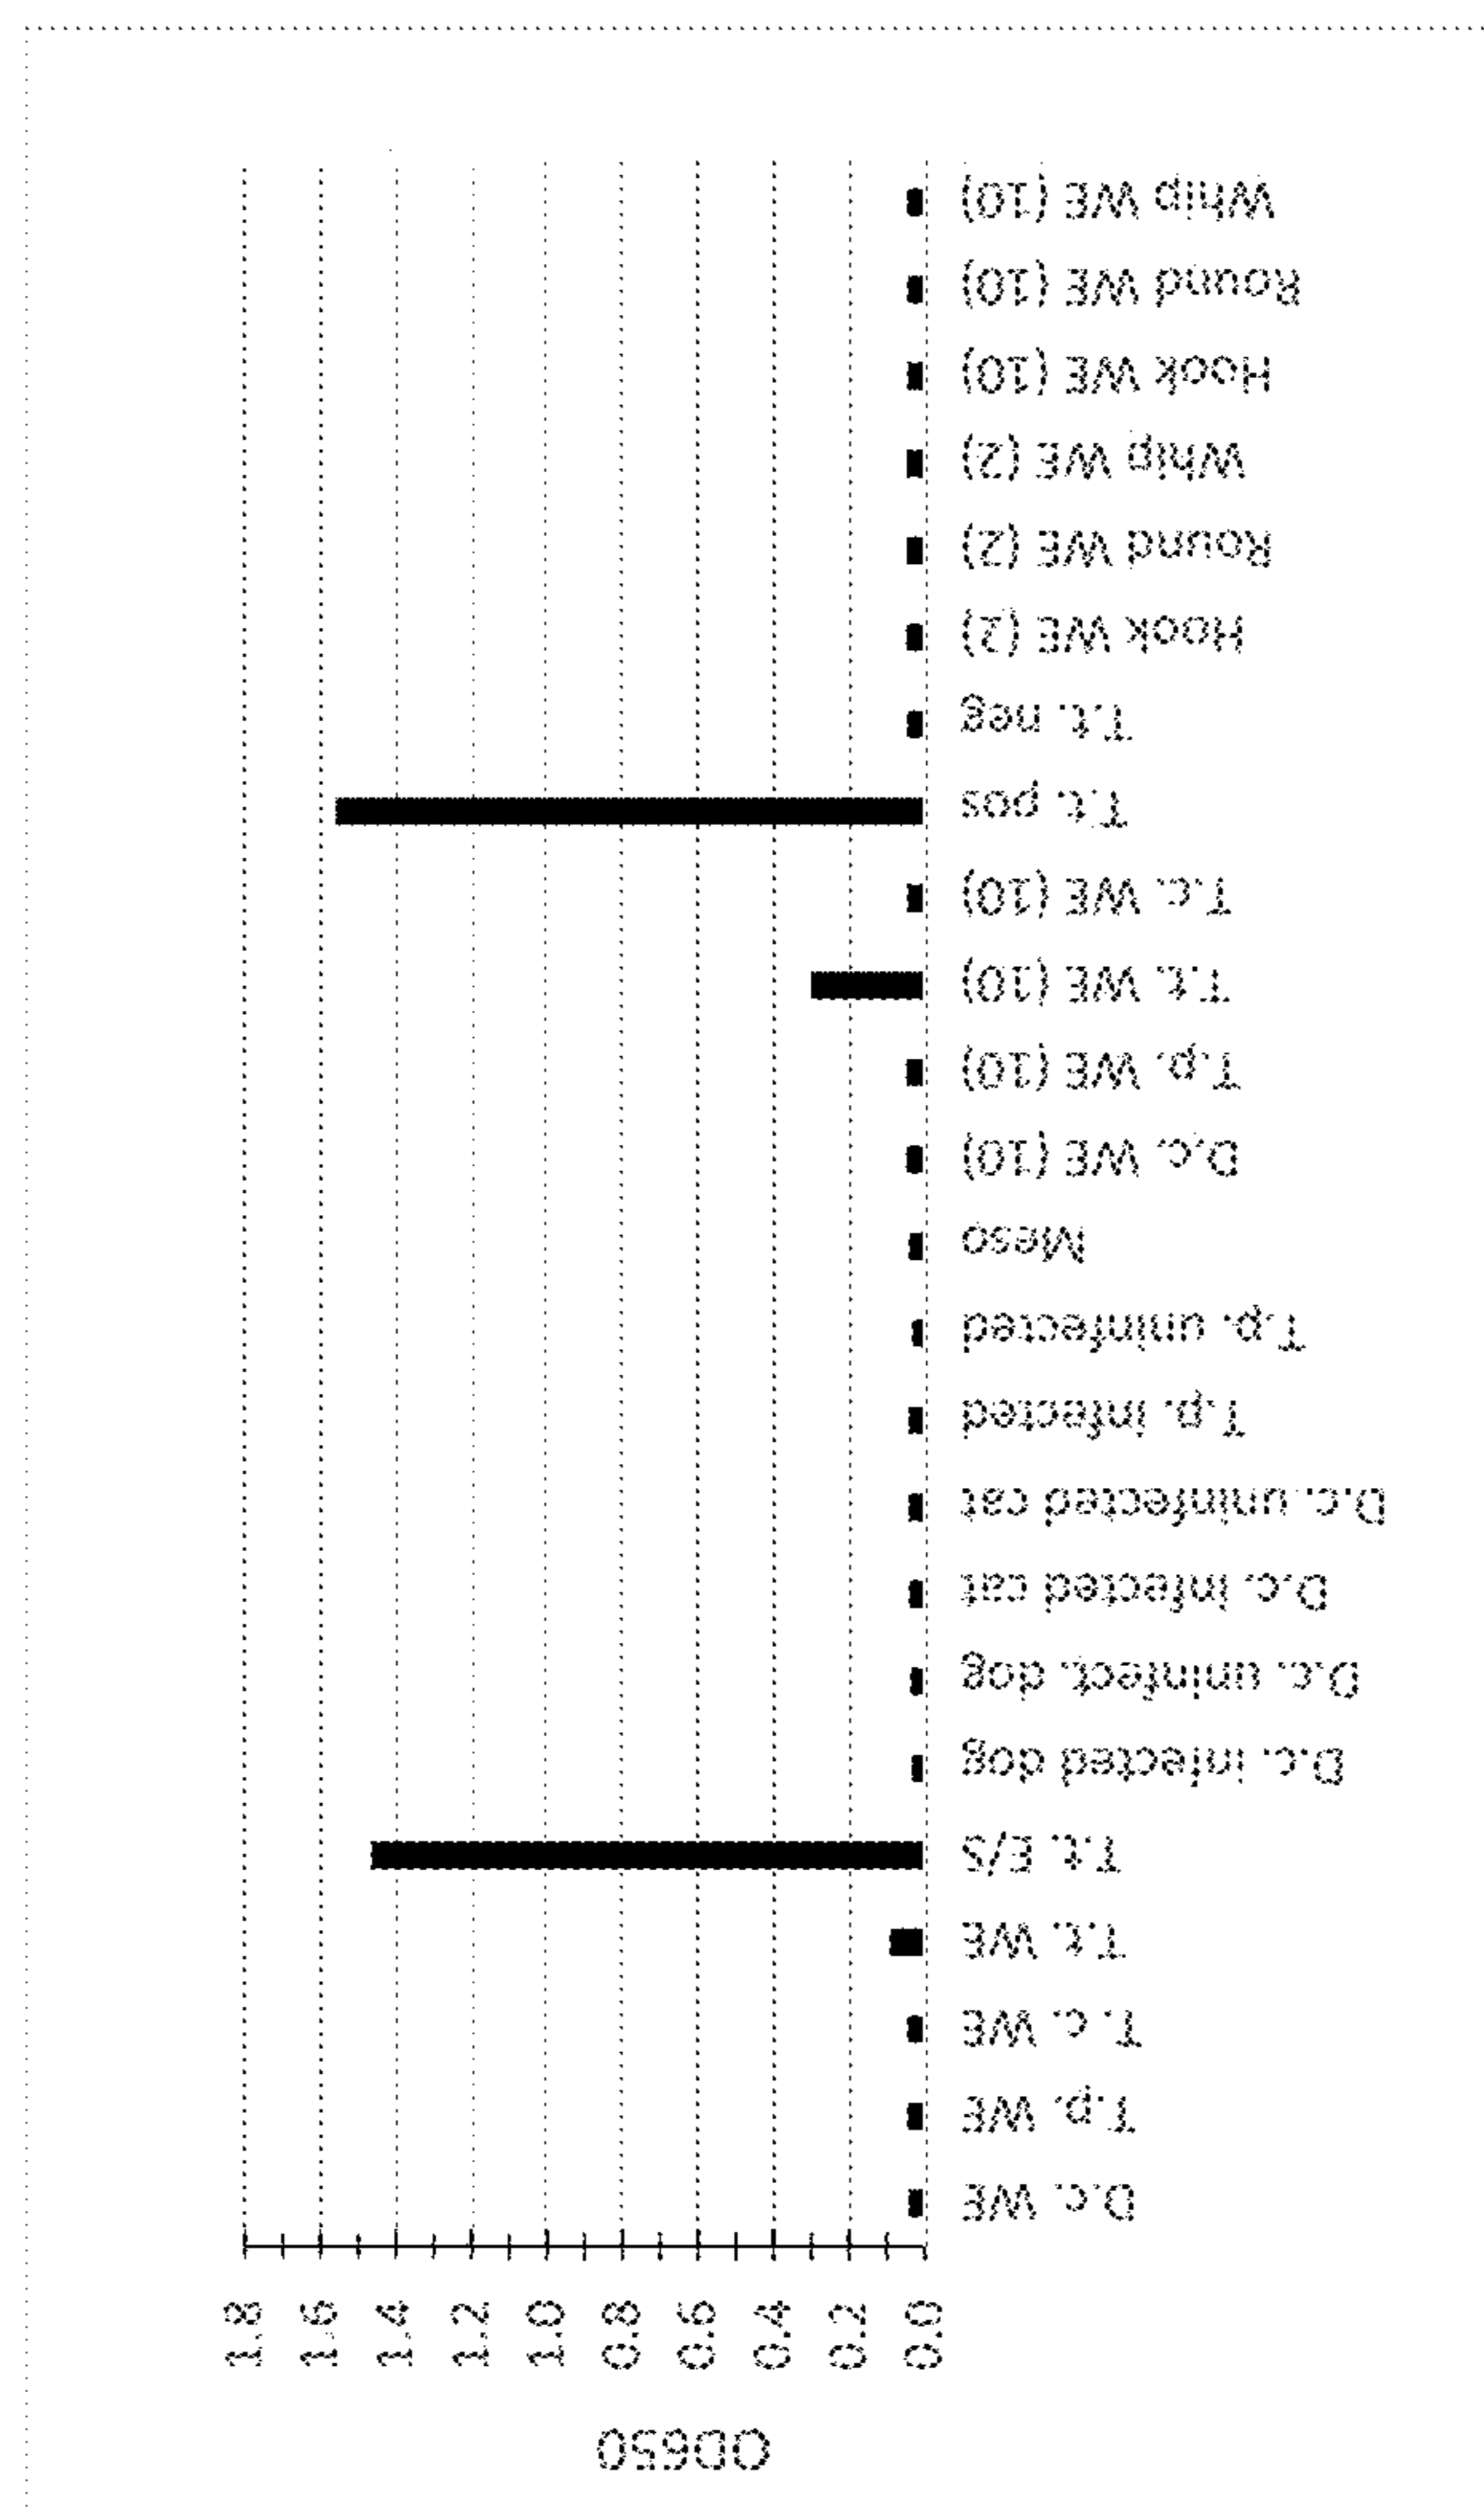 OD650
1.8
1.6
1.4
1.2
1.0
0.8
0.6
0.4
0.2
0.0
D.c. WE
T.p. WE
T. c. WE
T.t. WE
T.t. E/S
D.c. infected dog
D.c. uninfect. dog
D.c. infected cat
D.c. uninfected cat
T.p. infected
T.p. uninfected
Meso
D.c. WE (10)
T.p. WE (10)
T.t. WE (10)
T.c. WE (10)
T.t. pos
T.t. neg
Hook WE (2)
Round WE (2)
Whip WE (2)
Hook WE (10)
Round WE (10)
Whip WE (10)